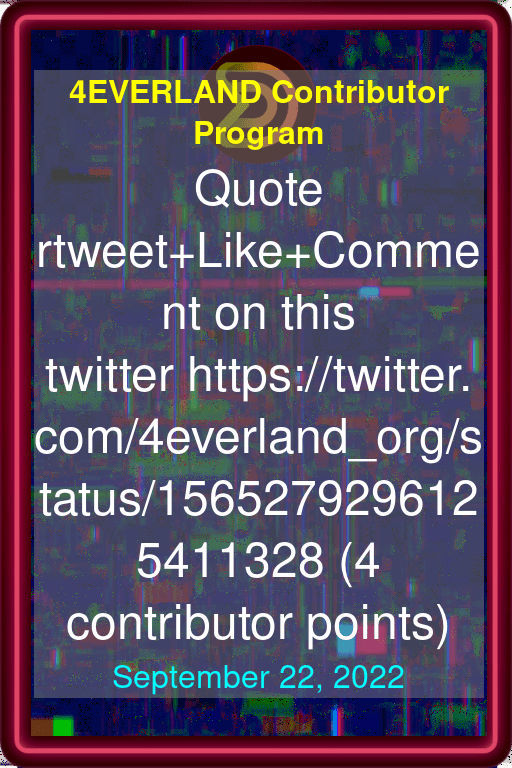 4EVERLAND Contributor
Program
Quote
rtweet+Like+Comme
nt on this
twitter https://twitter.
com/4everland_org/s
tatus/156527929612
5411328 (4
contributor points)
September 22, 2022